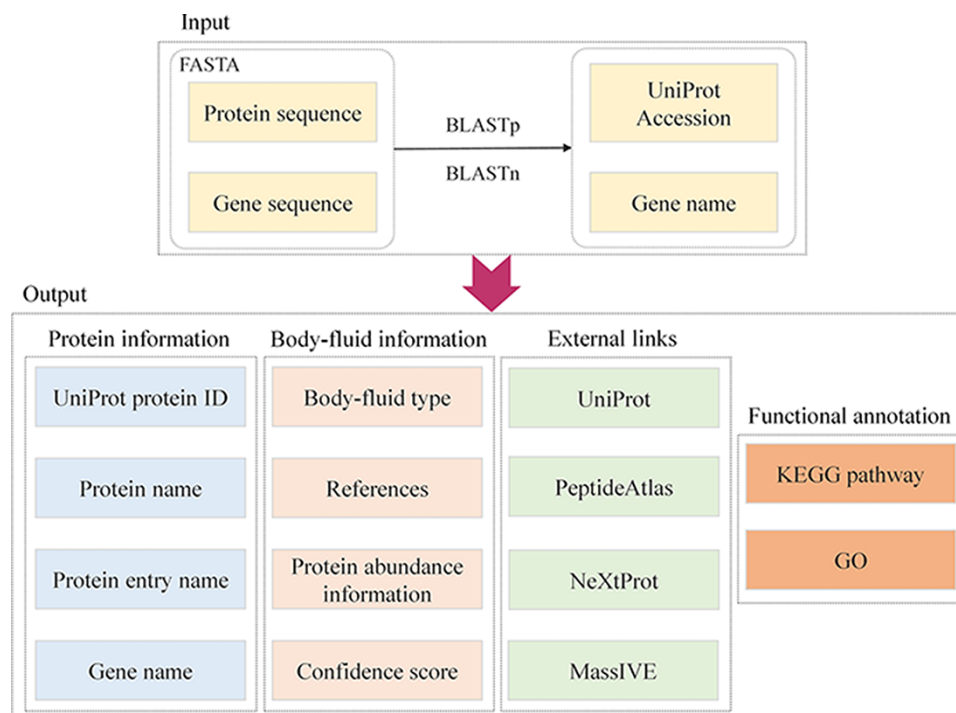 Input
FASTA
Protein sequence
Gene sequence
BLASTp
BLASTn
UniProt
Accession
Gene name
Output
Protein information
UniProt protein ID
Protein name
Protein entry name
Gene name
Body-fluid information
Body-fluid type
References
Protein abundance
information
Confidence score
External links
UniProt
PeptideAtlas
NeXtProt
MassIVE
Functional annotation
KEGG pathway
GO